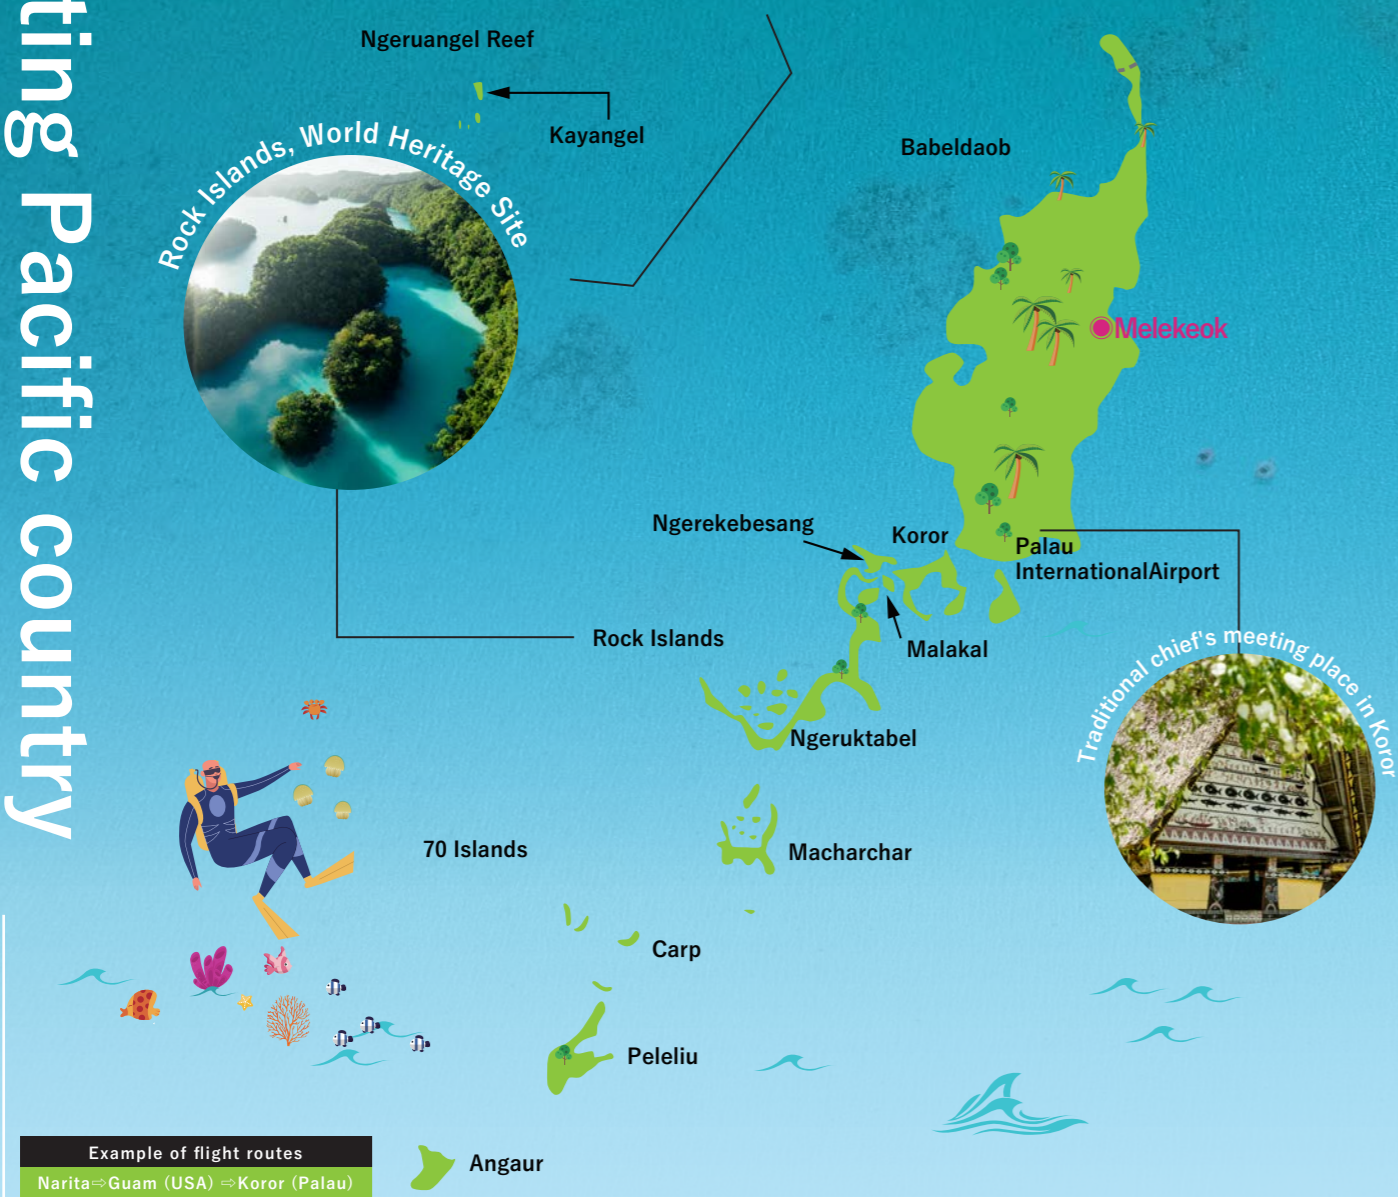 ting Pacific country
Ngeruangel Reef
Kayangel
Babeldaob
Rock Islands, World Heritage Site
Melekeok
Ngerekebesang
Koror
Palau
InternationalAirport
Rock Islands
Malakal
Traditional chief's meeting place in Koror
Ngeruktabel
70 Islands
Macharchar
Carp
Peleliu
Angaur
Example of flight routes
Narita⇨Guam (USA) ⇨Koror (Palau)